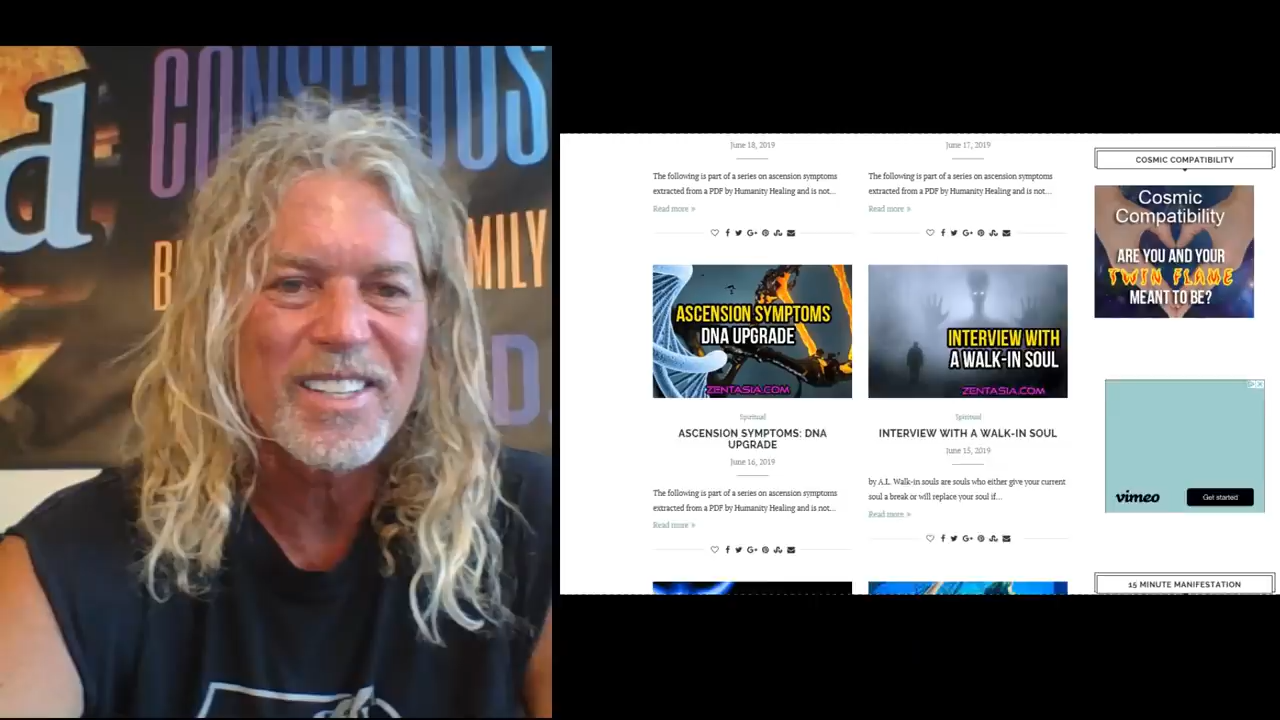 d
CONSCIOUS
MILY
D.
June 18, 2019
The following is part of a series on ascension symptoms
extracted from a PDF by Humanity Healing and is not...
Read more »
ASCENSION SYMPTOMS
DNA UPGRADE
ZENTASIA.COM
Spiritual
ASCENSION SYMPTOMS: DNA
UPGRADE
June 16, 2019
The following is part of a series on ascension symptoms
extracted from a PDF by Humanity Healing and is not...
Read more »
June 17, 2019
The following is part of a series on ascension symptoms
extracted from a PDF by Humanity Healing and is not...
Read more »
INTERVIEW WITH
A WALK-IN SOUL
ZENTASIA.COM
Spiritual
INTERVIEW WITH A WALK-IN SOUL
June 15, 2019
by A.L. Walk-in souls are souls who either give your current
soul a break or will replace your soul if...
Read more »
COSMIC COMPATIBILITY
Cosmic
Compatibility
ARE YOU AND YOUR
TWIN FLAME
MEANT TO BE?
vimeo
Get started
15 MINUTE MANIFESTATION